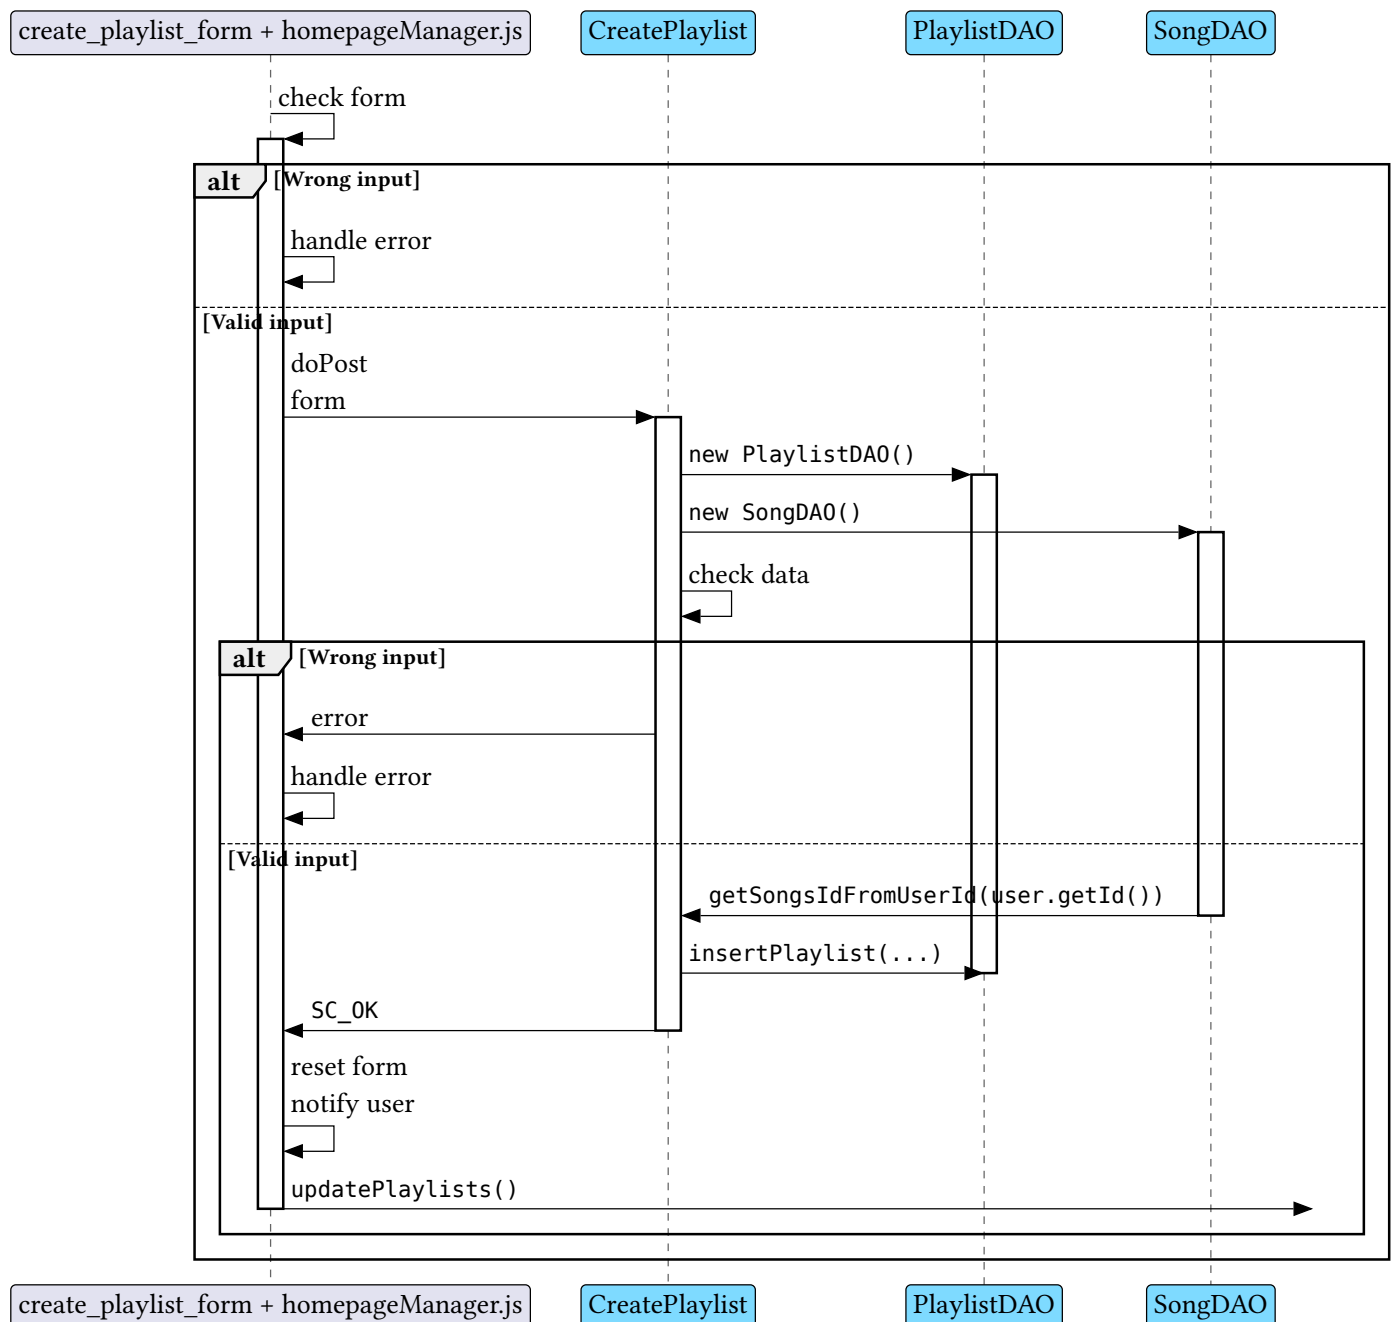 create_playlist_form + homepageManager.js
CreatePlaylist
PlaylistDAO
SongDAO
check form
alt
[Wrong input]
handle error
[Valid input]
doPost
form
new PlaylistDAO()
new SongDAO()
check data
alt
[Wrong input]
error
handle error
[Valid input]
getSongsIdFromUserId(user.getId())
insertPlaylist(...)
SC_OK
reset form
notify user
updatePlaylists()
create_playlist_form + homepageManager.js
CreatePlaylist
PlaylistDAO
SongDAO